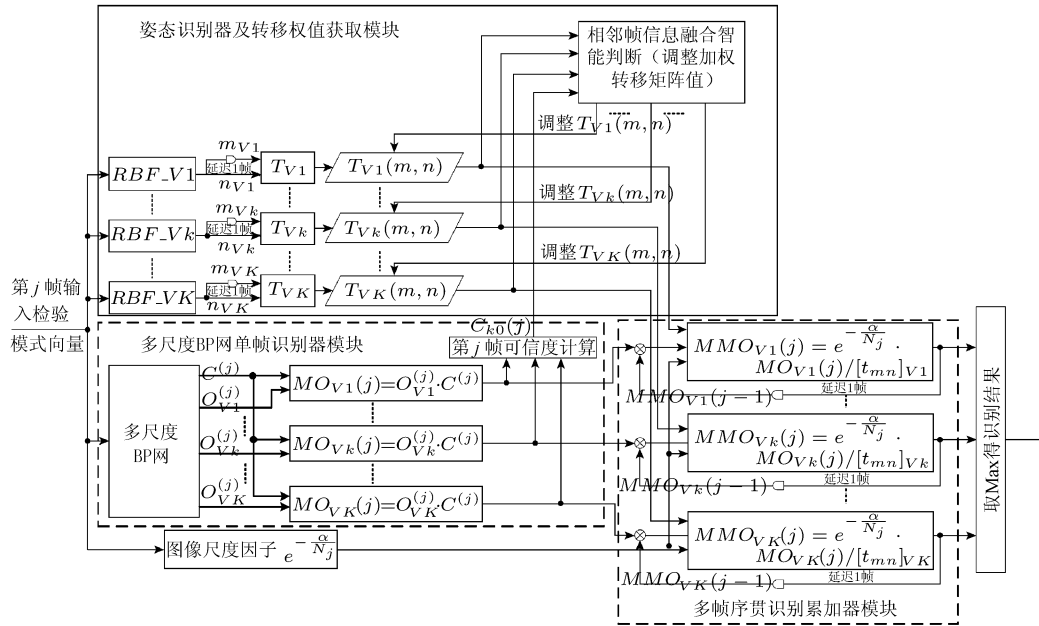 姿态识别器及转移权值获取模块
相邻帧信息融合智
能判断（调整加权
转移矩阵值）
调整 T_{V1}(m, n)
m_{V1}
延迟1帧
n_{V1}
RBF_V1
T_{V1}
T_{V1}(m, n)
调整 T_{Vk}(m, n)
m_{Vk}
延迟1帧
n_{Vk}
RBF_Vk
T_{Vk}
T_{Vk}(m, n)
调整 T_{VK}(m, n)
m_{VK}
延迟1帧
n_{VK}
RBF_VK
T_{VK}
T_{VK}(m, n)
第 j 帧输
入检验
模式向量
多尺度BP网单帧识别器模块
C_{k0}(j)
第 j 帧可信度计算
多尺度
BP网
C^{(j)}
O_{V1}^{(j)}
O_{Vk}^{(j)}
O_{VK}^{(j)}
MO_{V1}(j)=O_{V1}^{(j)}·C^{(j)}
MO_{Vk}(j)=O_{Vk}^{(j)}·C^{(j)}
MO_{VK}(j)=O_{VK}^{(j)}·C^{(j)}
图像尺度因子 e^{-\frac{α}{N_j}}
MMO_{V1}(j) = e^{-\frac{α}{N_j}} ·
MO_{V1}(j)/[t_{mn}]_{V1}
延迟1帧
MMO_{V1}(j−1)
MMO_{Vk}(j) = e^{-\frac{α}{N_j}} ·
MO_{Vk}(j)/[t_{mn}]_{Vk}
延迟1帧
MMO_{Vk}(j−1)
MMO_{VK}(j) = e^{-\frac{α}{N_j}} ·
MO_{VK}(j)/[t_{mn}]_{VK}
延迟1帧
MMO_{VK}(j−1)
多帧序贯识别累加器模块
取Max得识别结果